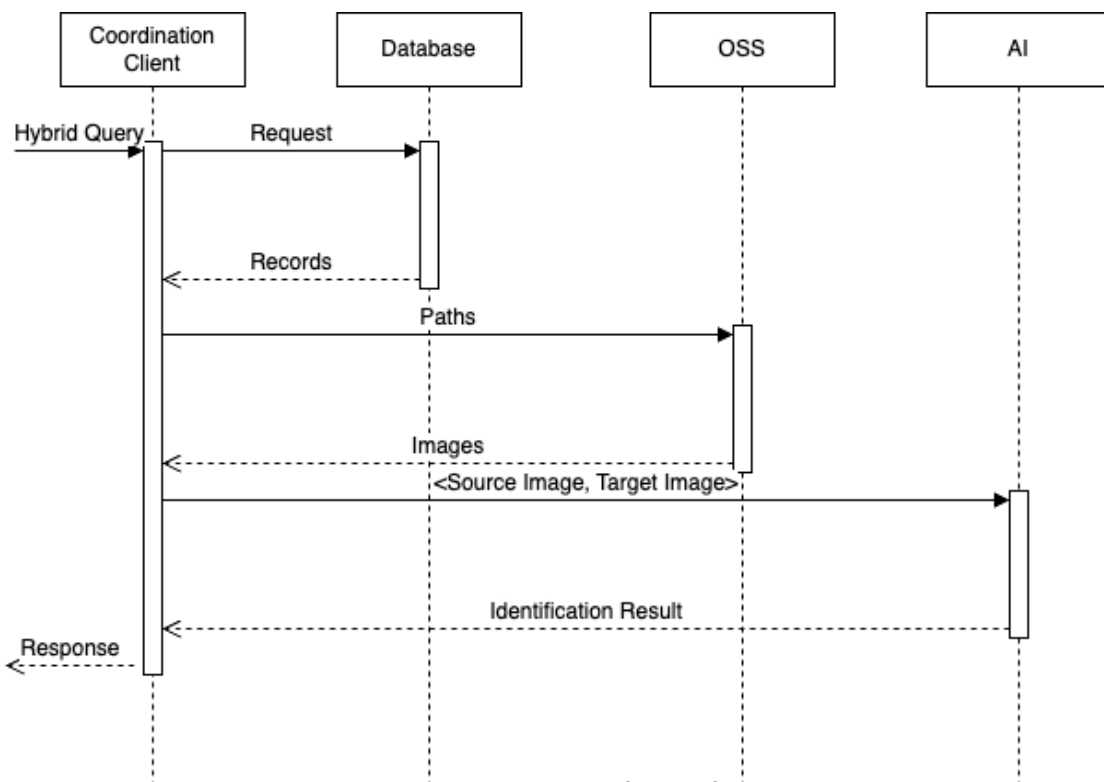 Coordination
Client
Database
OSS
AI
Hybrid Query
Request
Records
Paths
Images
<Source Image, Target Image>
Identification Result
Response